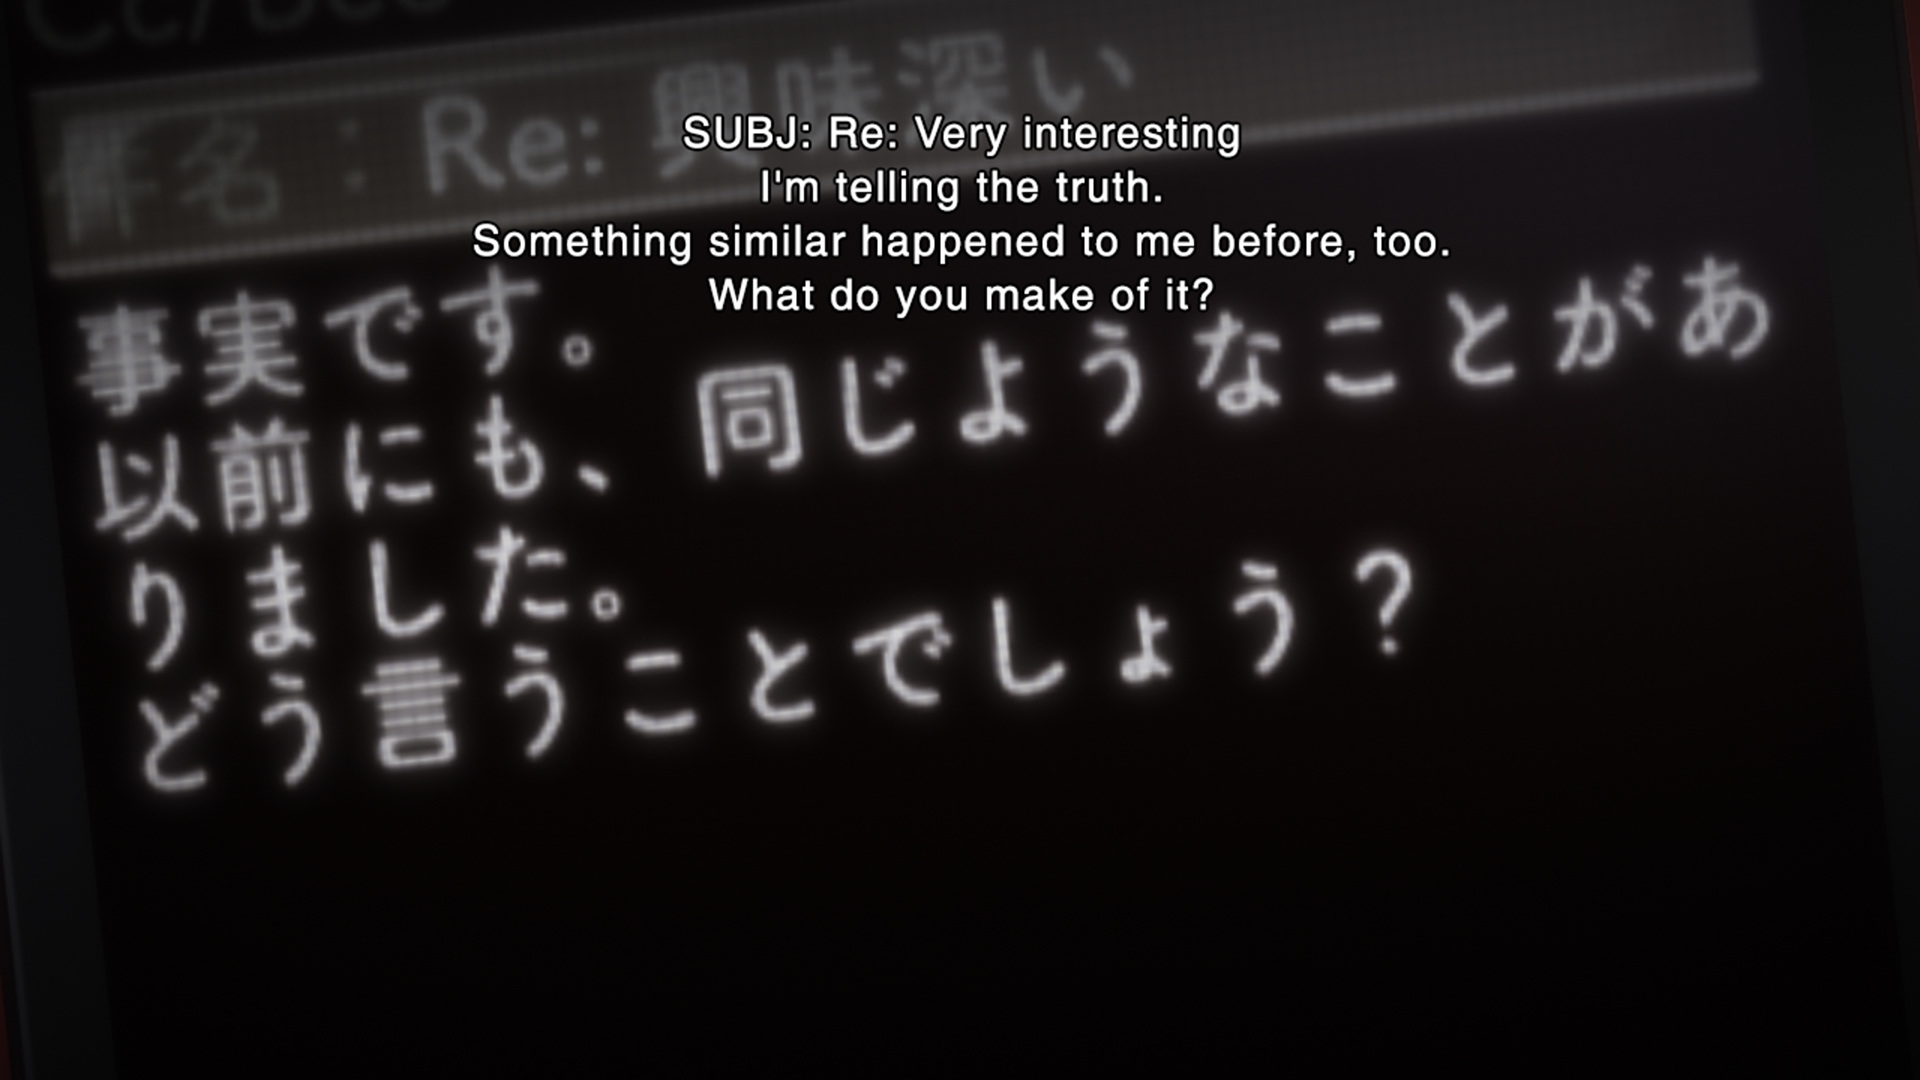 Cc/Bcc
件名：Re: 興味深い
SUBJ: Re: Very interesting
I'm telling the truth.
Something similar happened to me before, too.
What do you make of it?
事実です。
以前にも、同じようなことがあ
りました。
どう言うことでしょう？